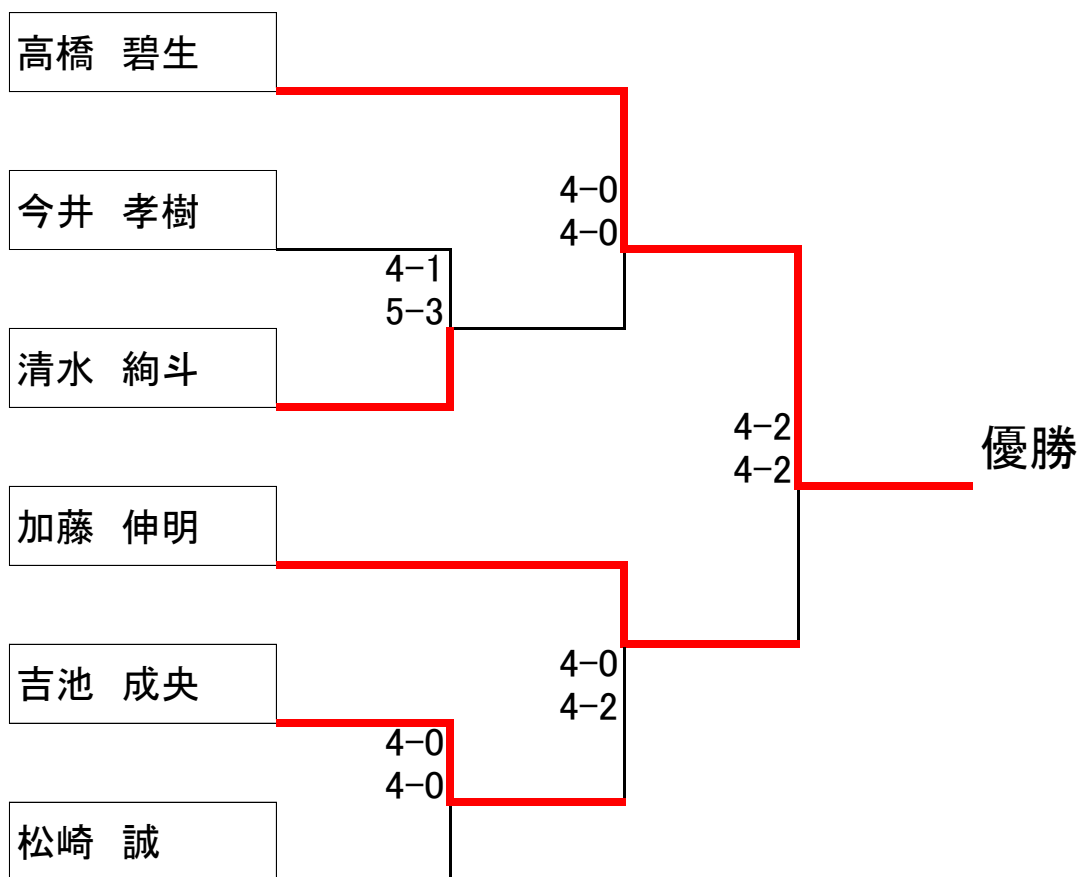 高橋　碧生
今井　孝樹
4-0
4-0
4-1
5-3
清水　絢斗
4-2
4-2
優勝
加藤　伸明
吉池　成央
4-0
4-2
4-0
4-0
松崎　誠